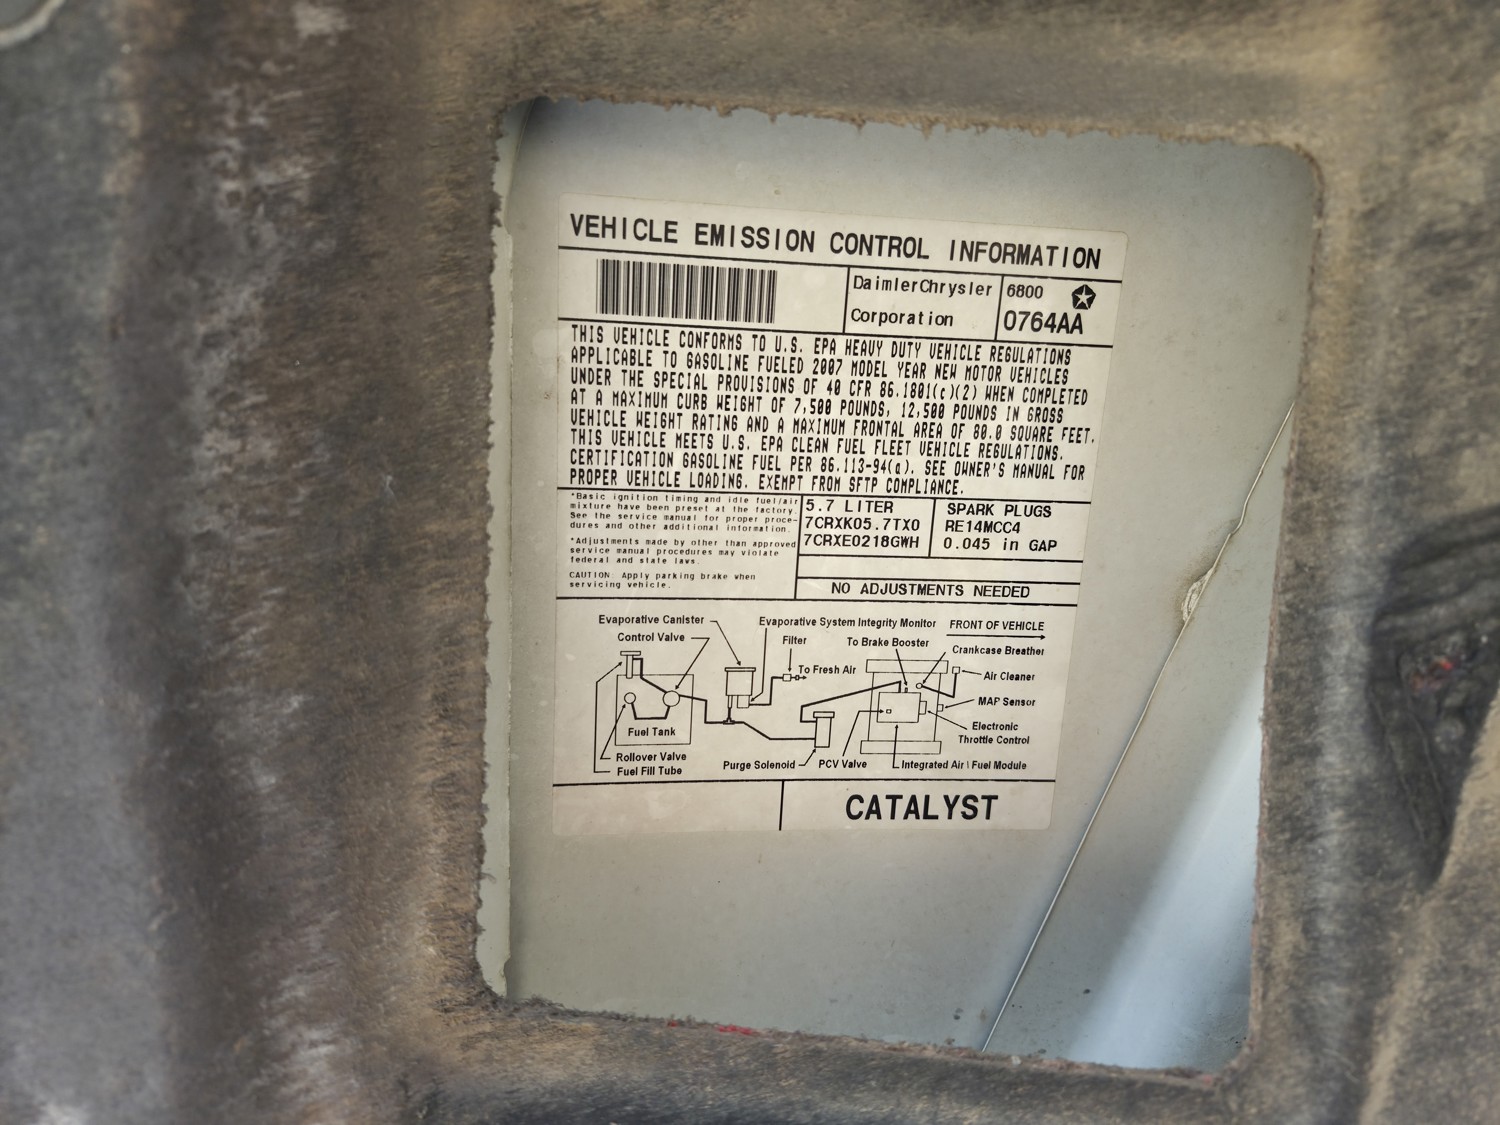 VEHICLE EMISSION CONTROL INFORMATION
DaimlerChrysler
Corporation
6800
0764AA
THIS VEHICLE CONFORMS TO U.S. EPA HEAVY DUTY VEHICLE REGULATIONS
APPLICABLE TO GASOLINE FUELED 2007 MODEL YEAR NEW MOTOR VEHICLES
UNDER THE SPECIAL PROVISIONS OF 40 CFR 86.1801(c)(2) WHEN COMPLETED
AT A MAXIMUM CURB WEIGHT OF 7,500 POUNDS, 12,500 POUNDS IN GROSS
VEHICLE WEIGHT RATING AND A MAXIMUM FRONTAL AREA OF 80.0 SQUARE FEET.
THIS VEHICLE MEETS U.S. EPA CLEAN FUEL FLEET VEHICLE REGULATIONS.
CERTIFICATION GASOLINE FUEL PER 86.113-94(a). SEE OWNER'S MANUAL FOR
PROPER VEHICLE LOADING. EXEMPT FROM SFTP COMPLIANCE.
*Basic ignition timing and idle fuel/air
mixture have been preset at the factory.
See the service manual for proper proce-
dures and other additional information.
*Adjustments made by other than approved
service manual procedures may violate
federal and state laws.
CAUTION: Apply parking brake when
servicing vehicle.
5.7 LITER
7CRXK05.7TX0
7CRXE0218GWH
SPARK PLUGS
RE14MCC4
0.045 in GAP
NO ADJUSTMENTS NEEDED
Evaporative Canister
Control Valve
Evaporative System Integrity Monitor
Filter
To Fresh Air
To Brake Booster
FRONT OF VEHICLE
Crankcase Breather
Air Cleaner
MAP Sensor
Electronic
Throttle Control
Fuel Tank
Rollover Valve
Fuel Fill Tube
Purge Solenoid
PCV Valve
Integrated Air \ Fuel Module
CATALYST